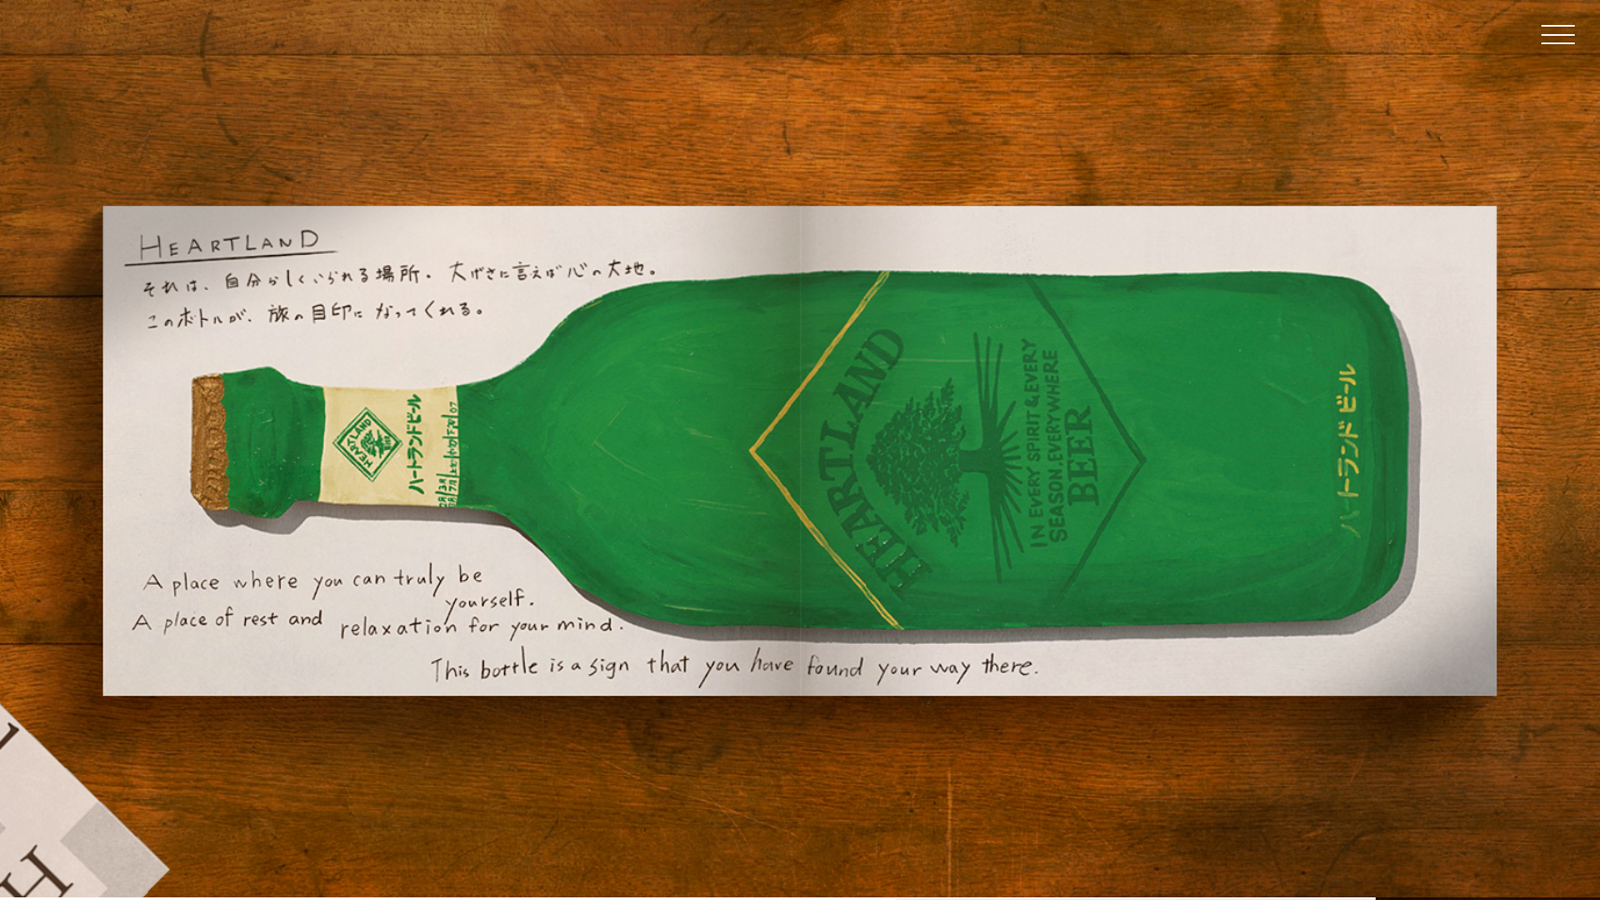 HEARTLAND
それは、自分らしくいられる場所。大げさに言えば心の大地。
このボトルが、旅の目印になってくれる。
HEARTLAND
ハートランドビール
HEARTLAND
IN EVERY SPIRIT & EVERY
SEASON, EVERYWHERE
BEER
ハートランドビール
A place where you can truly be
yourself.
A place of rest and relaxation for your mind.
This bottle is a sign that you have found your way there.
H